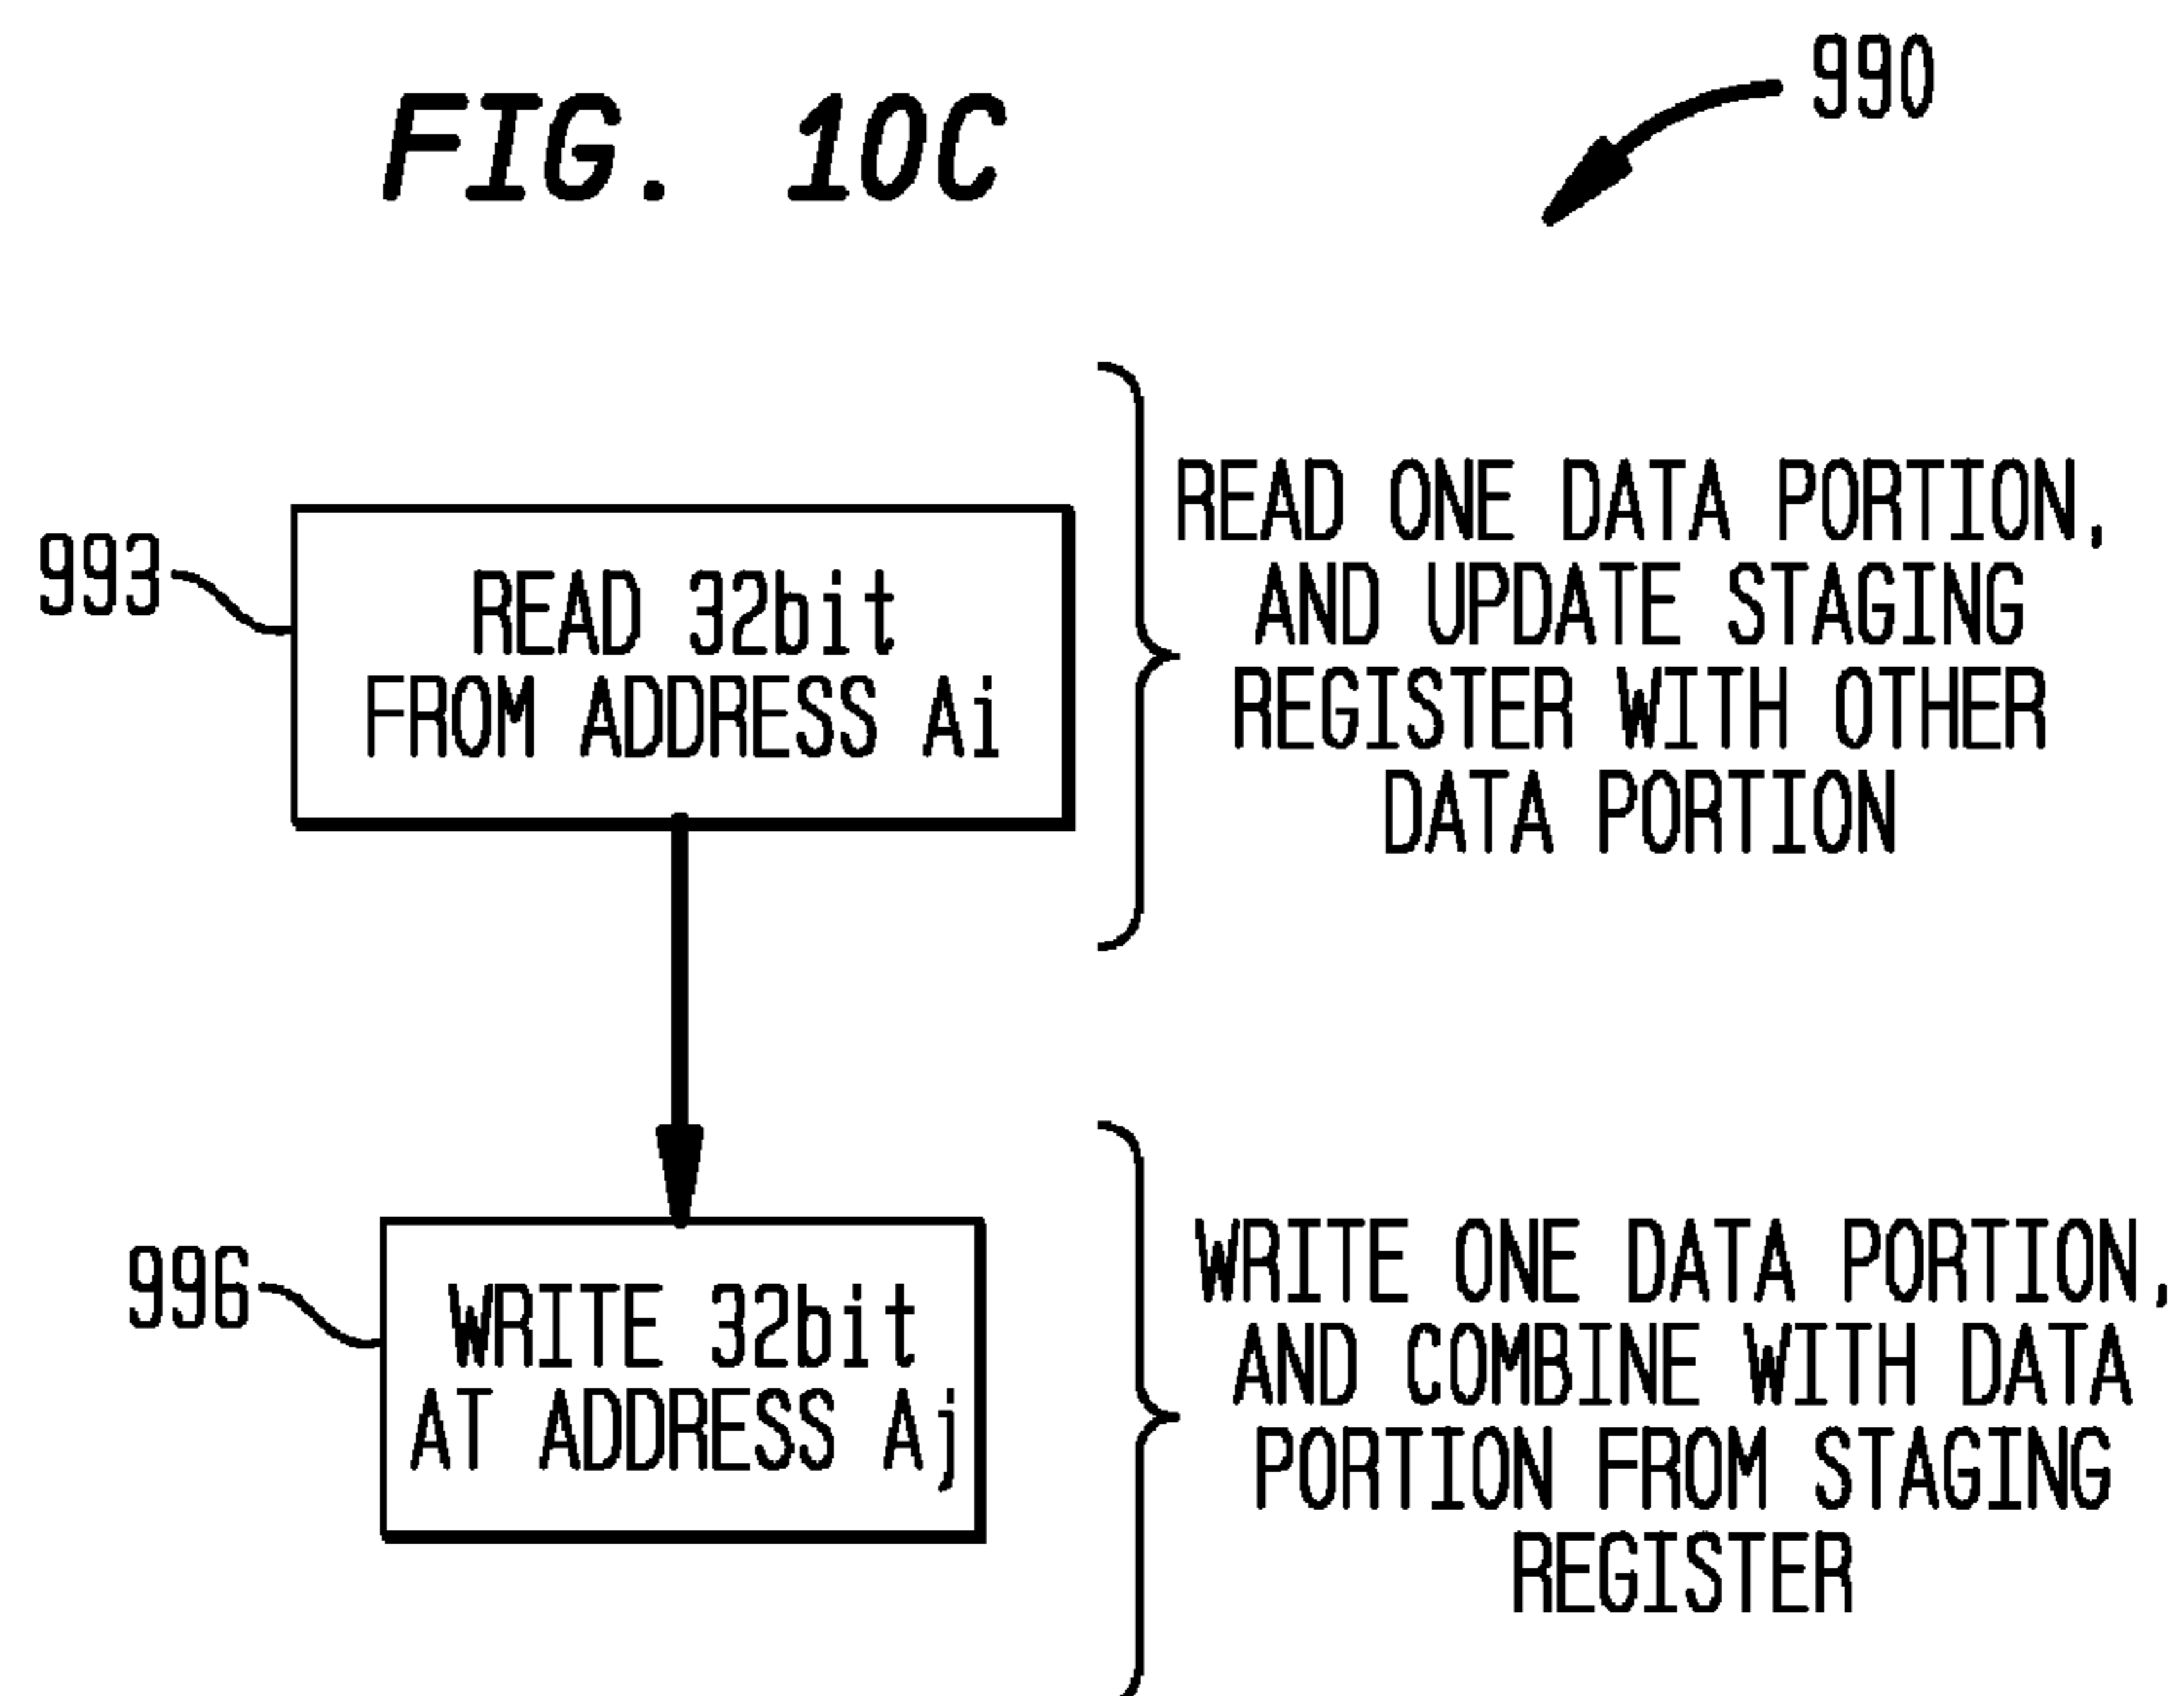 FIG. 10C
990
993
READ 32bit
FROM ADDRESS Ai
READ ONE DATA PORTION,
AND UPDATE STAGING
REGISTER WITH OTHER
DATA PORTION
996
WRITE 32bit
AT ADDRESS Aj
WRITE ONE DATA PORTION,
AND COMBINE WITH DATA
PORTION FROM STAGING
REGISTER